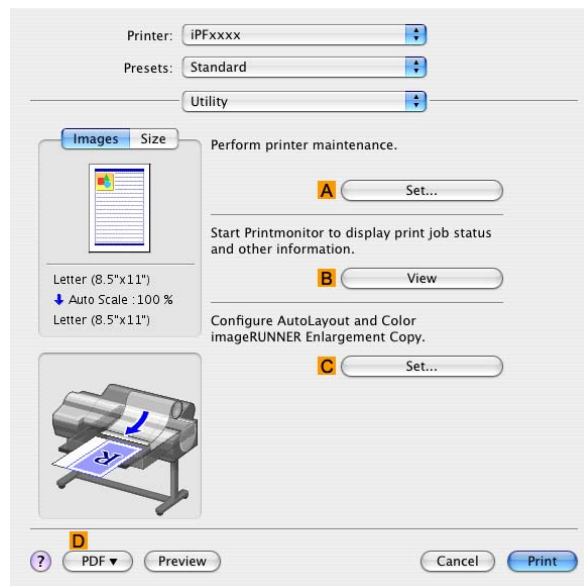 Printer: iPFxxxx
Presets: Standard
Utility
Images Size
Perform printer maintenance.
A Set...
Start Printmonitor to display print job status
and other information.
B View
Letter (8.5"x11")
Auto Scale :100 %
Letter (8.5"x11")
Configure AutoLayout and Color
imageRUNNER Enlargement Copy.
C Set...
R
D
? PDF▼ Preview Cancel Print